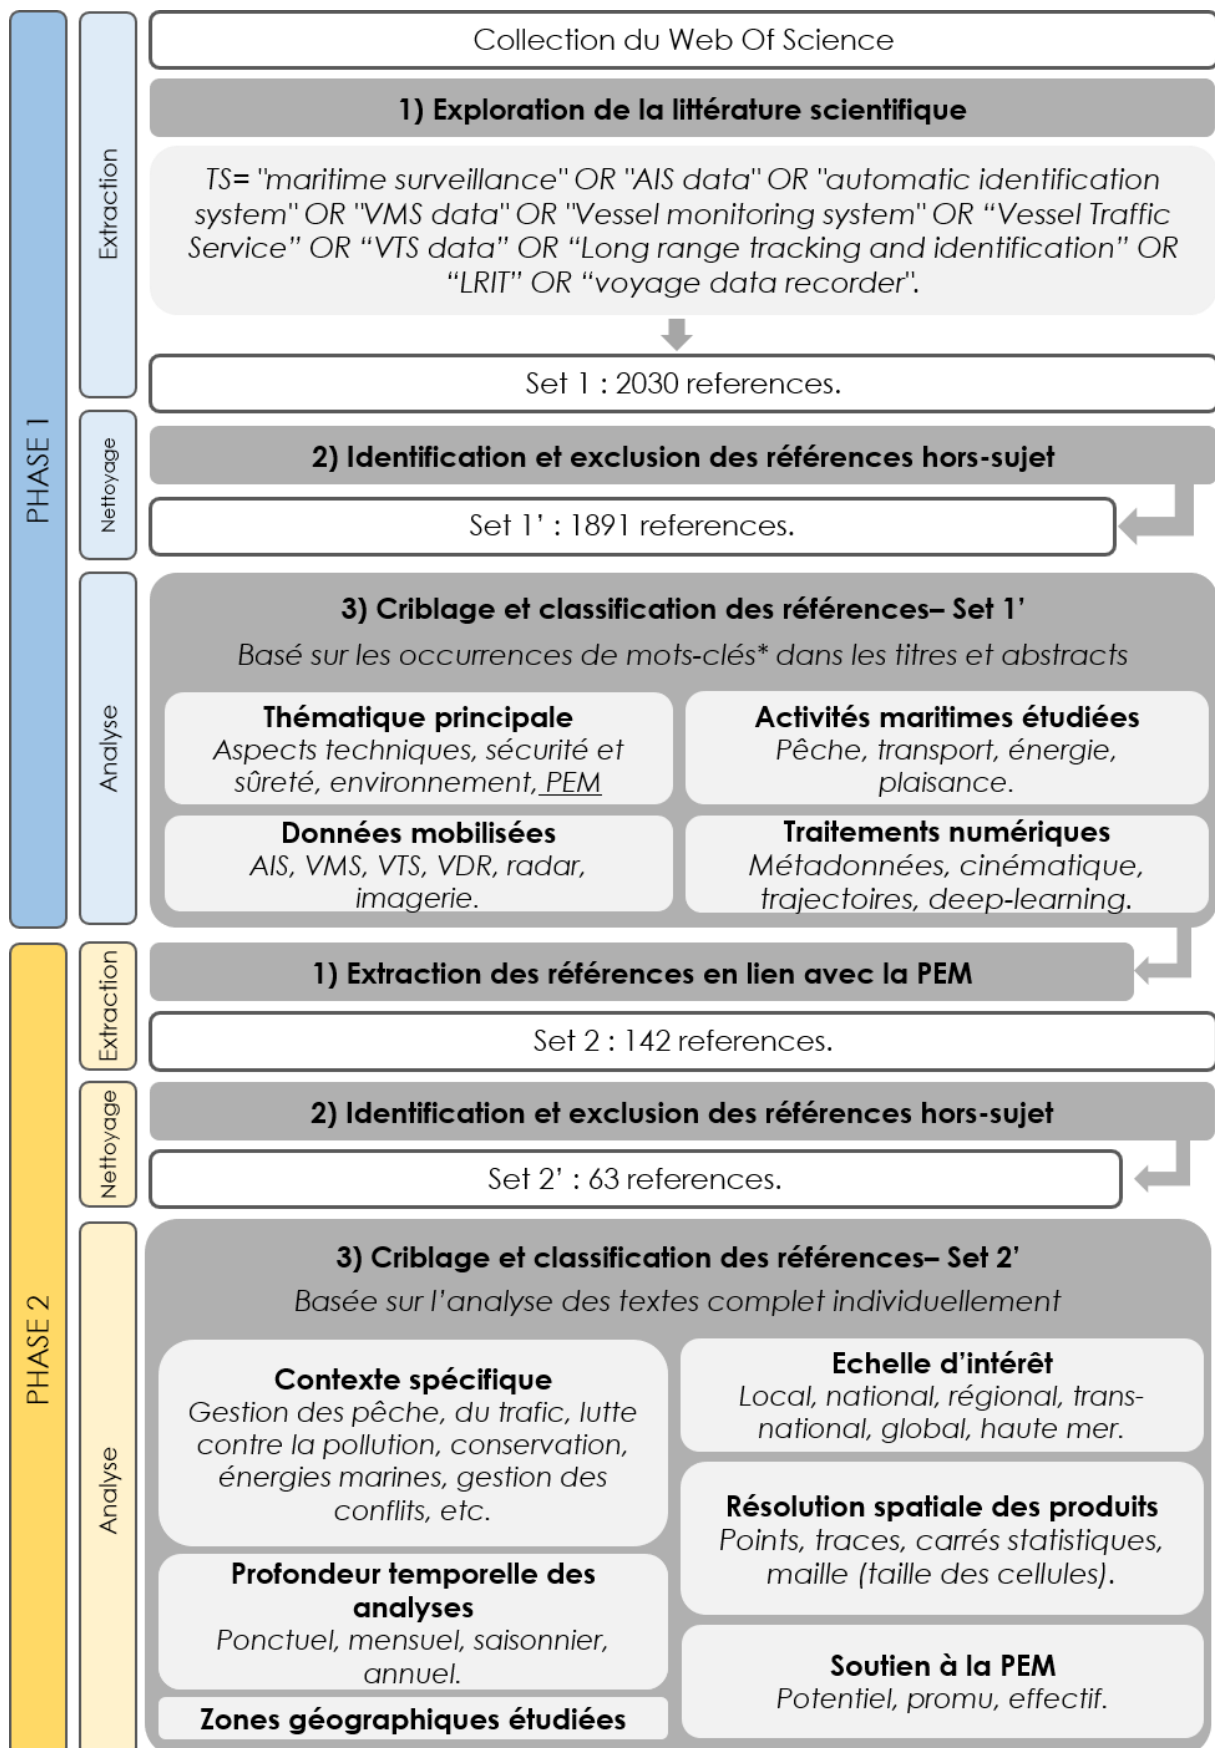 PHASE 1
Extraction
Collection du Web Of Science
1) Exploration de la littérature scientifique
TS= "maritime surveillance" OR "AIS data" OR "automatic identification
system" OR "VMS data" OR "Vessel monitoring system" OR “Vessel Traffic
Service” OR “VTS data” OR “Long range tracking and identification” OR
“LRIT” OR “voyage data recorder".
Set 1 : 2030 references.
Nettoyage
2) Identification et exclusion des références hors-sujet
Set 1’ : 1891 references.
Analyse
3) Criblage et classification des références– Set 1’
Basé sur les occurrences de mots-clés* dans les titres et abstracts
Thématique principale
Aspects techniques, sécurité et
sûreté, environnement, PEM
Activités maritimes étudiées
Pêche, transport, énergie,
plaisance.
Données mobilisées
AIS, VMS, VTS, VDR, radar,
imagerie.
Traitements numériques
Métadonnées, cinématique,
trajectoires, deep-learning.
PHASE 2
Extraction
1) Extraction des références en lien avec la PEM
Set 2 : 142 references.
Nettoyage
2) Identification et exclusion des références hors-sujet
Set 2’ : 63 references.
Analyse
3) Criblage et classification des références– Set 2’
Basée sur l’analyse des textes complet individuellement
Contexte spécifique
Gestion des pêche, du trafic, lutte
contre la pollution, conservation,
énergies marines, gestion des
conflits, etc.
Profondeur temporelle des
analyses
Ponctuel, mensuel, saisonnier,
annuel.
Zones géographiques étudiées
Echelle d’intérêt
Local, national, régional, trans-
national, global, haute mer.
Résolution spatiale des produits
Points, traces, carrés statistiques,
maille (taille des cellules).
Soutien à la PEM
Potentiel, promu, effectif.